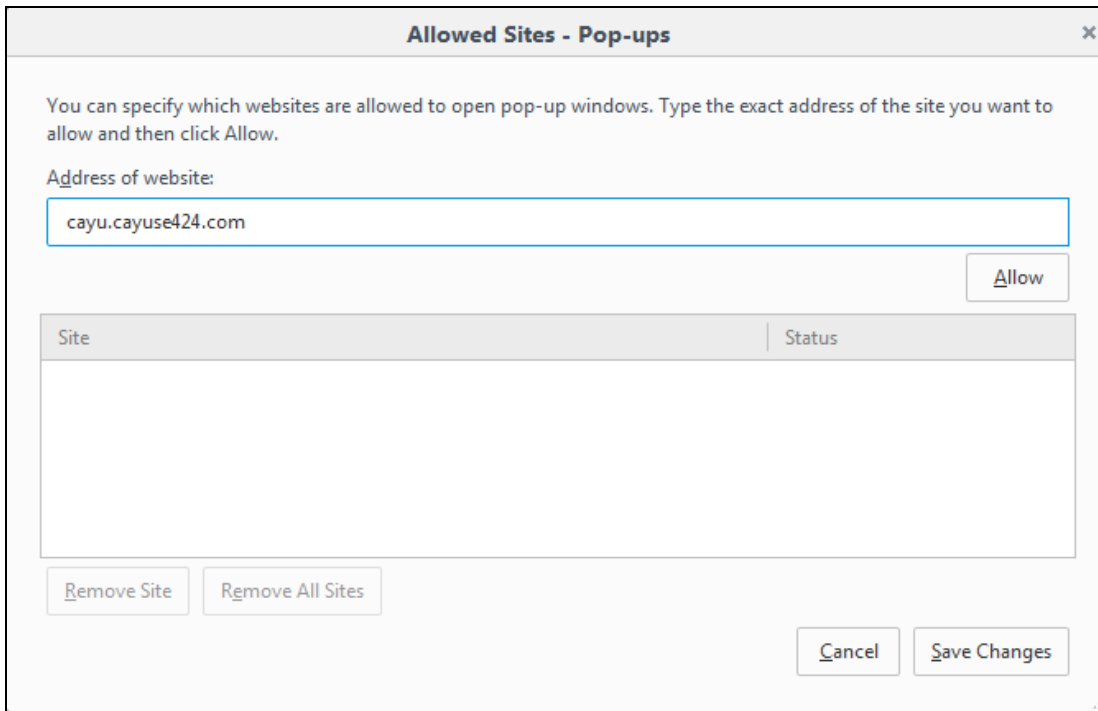 Allowed Sites - Pop-ups
You can specify which websites are allowed to open pop-up windows. Type the exact address of the site you want to
allow and then click Allow.
Address of website:
cayu.cayuse424.com
Allow
Site Status
Remove Site Remove All Sites
Cancel Save Changes